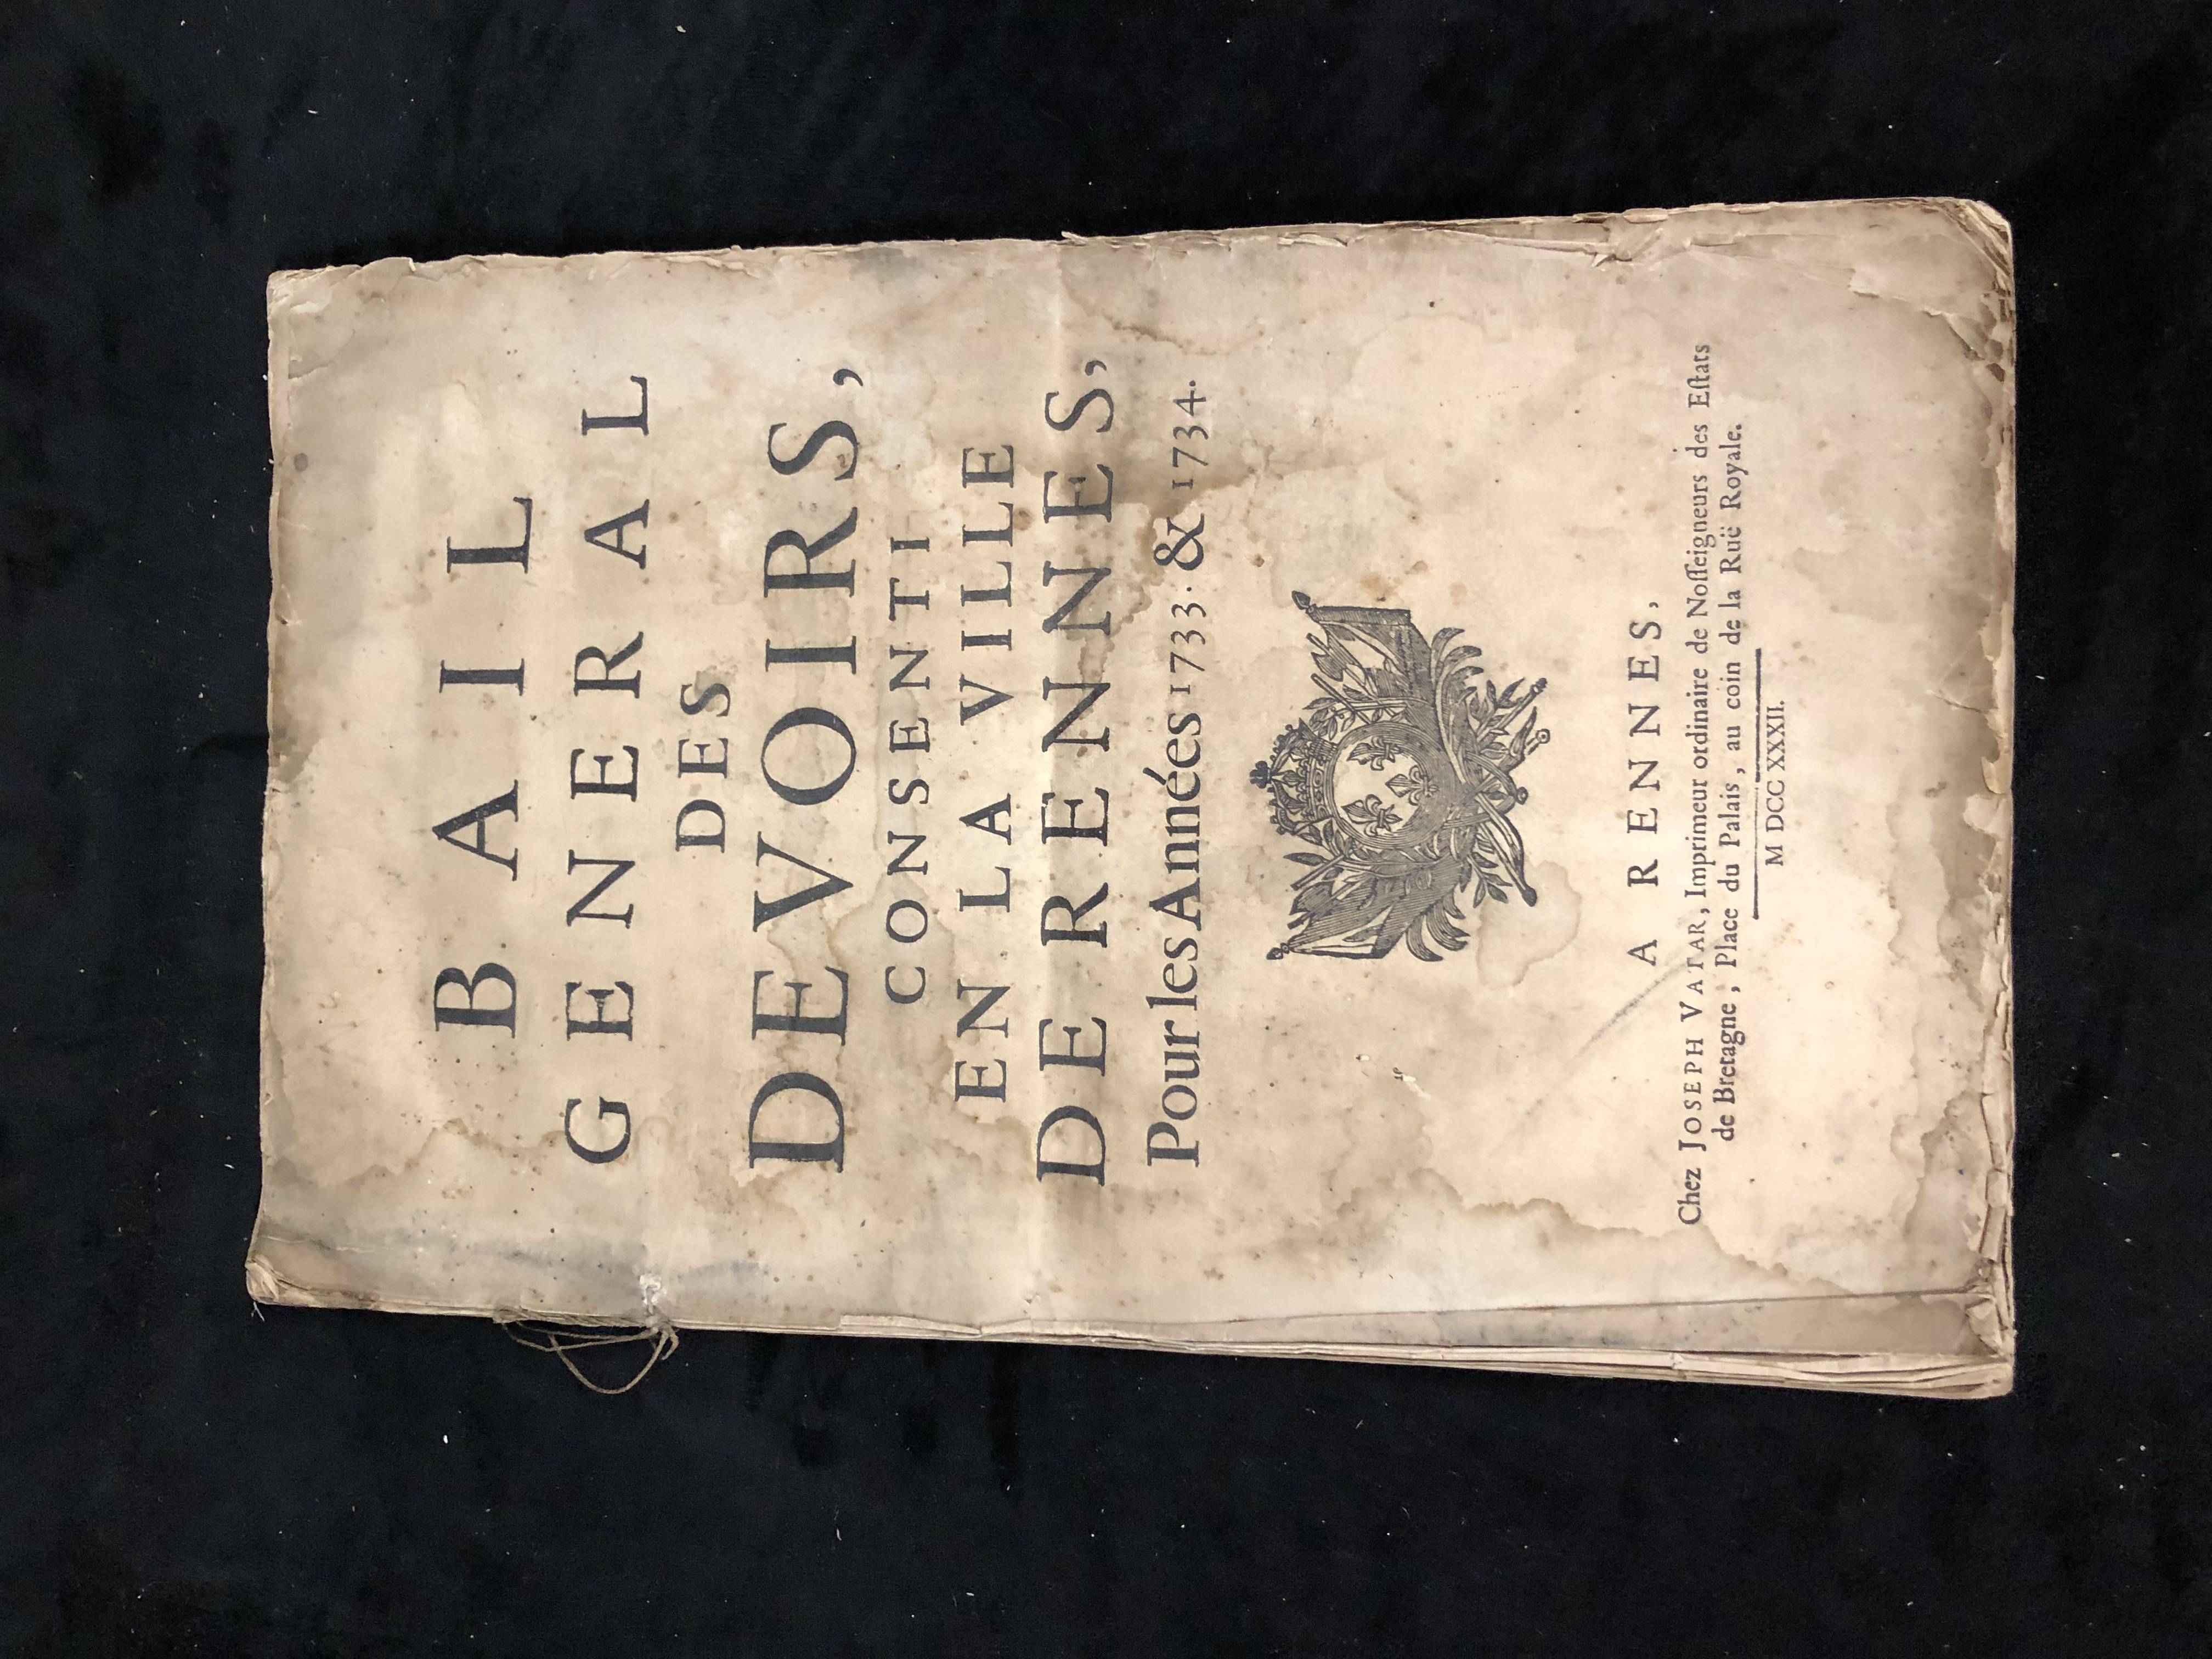 BAIL
GENERAL
DES
DEVOIRS,
CONSENTI
EN LA VILLE
DE RENNES,
Pour les Années 1733. & 1734.
A RENNES,
Chez JOSEPH VATAR, Imprimeur ordinaire de Noſſeigneurs des Eſtats
de Bretagne, Place du Palais, au coin de la Ruë Royale.
M DCC XXXII.